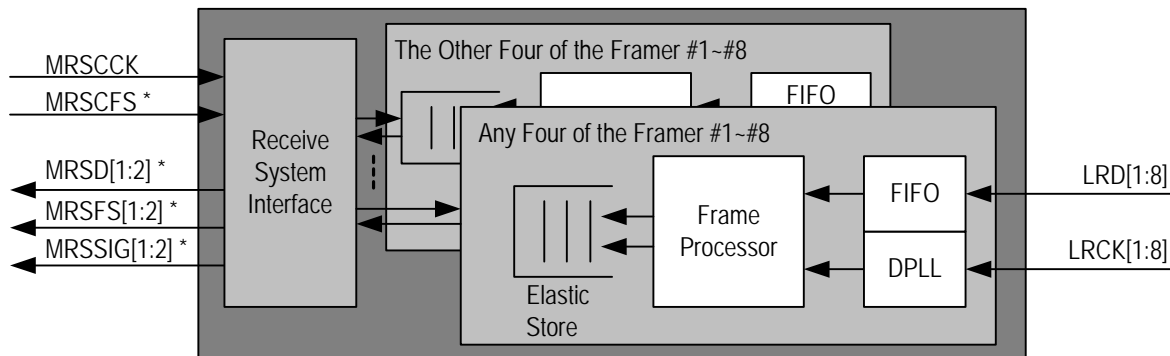 MRSCCK
MRSCFS *
MRSD[1:2] *
MRSFS[1:2] *
MRSSIG[1:2] *
Receive
System
Interface
The Other Four of the Framer #1~#8
FIFO
Any Four of the Framer #1~#8
Elastic
Store
Frame
Processor
FIFO
DPLL
LRD[1:8]
LRCK[1:8]